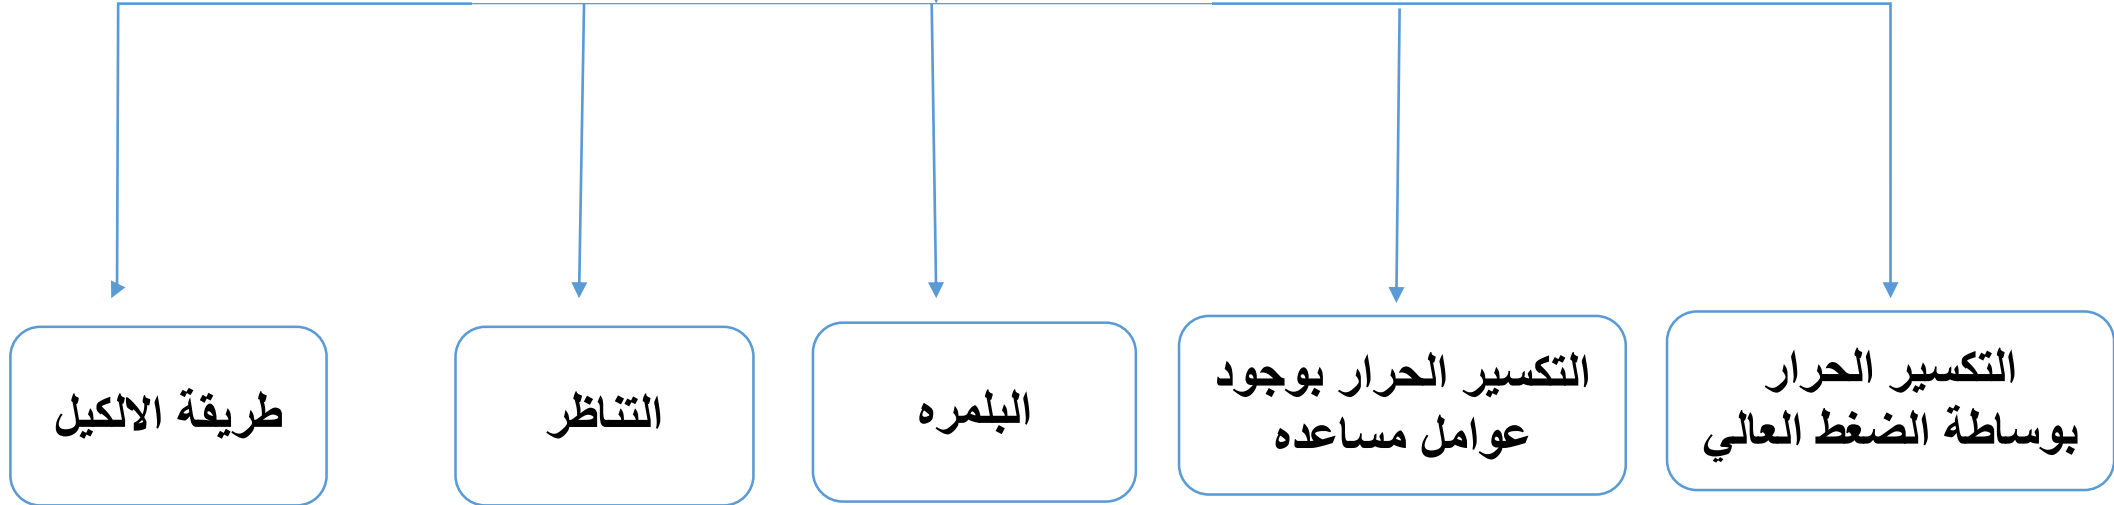 التكسير الحرار
بوساطة الضغط العالي
التكسير الحرار بوجود
عوامل مساعده
البلمره
التناظر
طريقة الالكيل